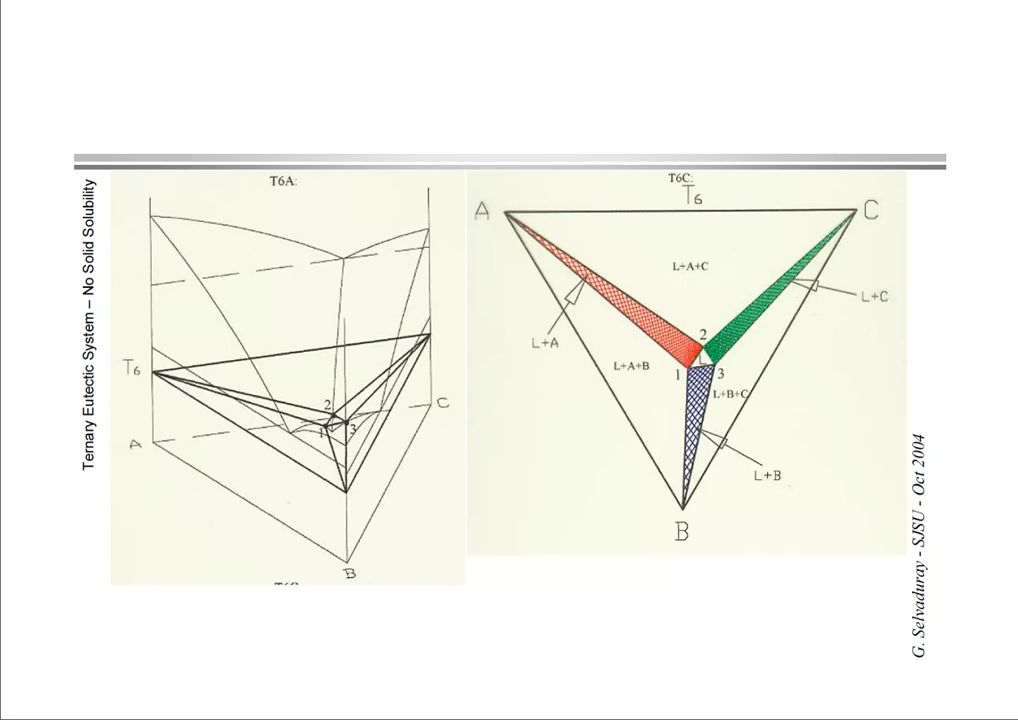 Ternary Eutectic System – No Solid Solubility
T6A:
T6
A
B
C
1
2
3
T6C:
T6
A
C
L+A+C
L+C
L+A
2
L
L+A+B
1
3
L+B+C
L+B
B
G. Selvaduray - SJSU - Oct 2004